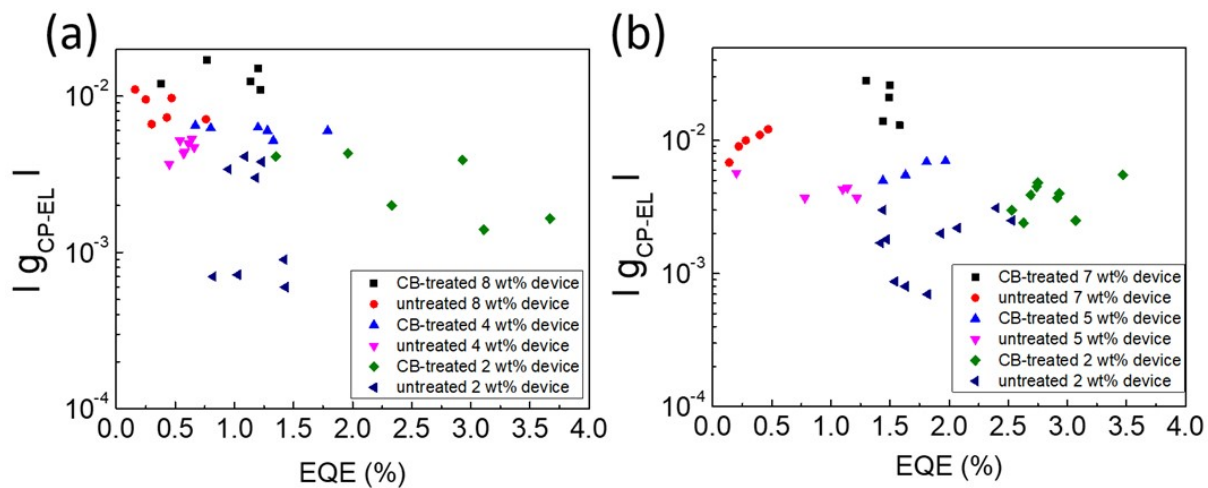 (a)
| g_CP-EL |
10^-2
10^-3
10^-4
CB-treated 8 wt% device
untreated 8 wt% device
CB-treated 4 wt% device
untreated 4 wt% device
CB-treated 2 wt% device
untreated 2 wt% device
0.0 0.5 1.0 1.5 2.0 2.5 3.0 3.5 4.0
EQE (%)
(b)
| g_CP-EL |
10^-2
10^-3
10^-4
CB-treated 7 wt% device
untreated 7 wt% device
CB-treated 5 wt% device
untreated 5 wt% device
CB-treated 2 wt% device
untreated 2 wt% device
0.0 0.5 1.0 1.5 2.0 2.5 3.0 3.5 4.0
EQE (%)